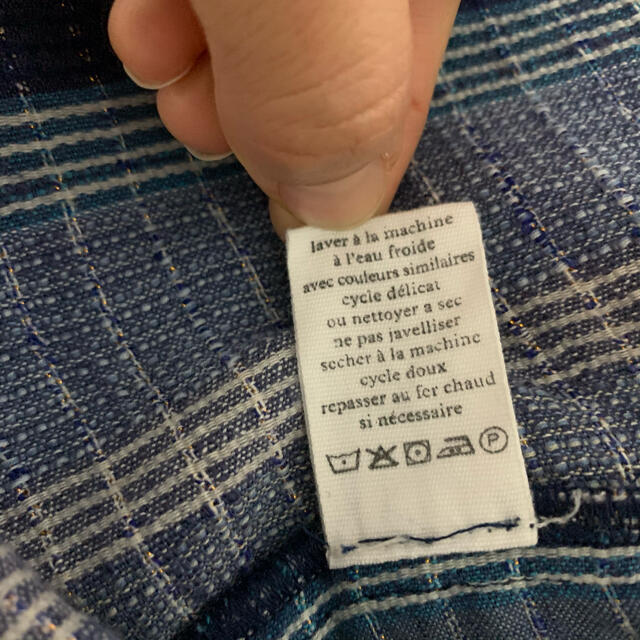 laver à la machine
à l'eau froide
avec couleurs similaires
cycle délicat
ou nettoyer a sec
ne pas javelliser
secher à la machine
cycle doux
repasser au fer chaud
si nécessaire
P